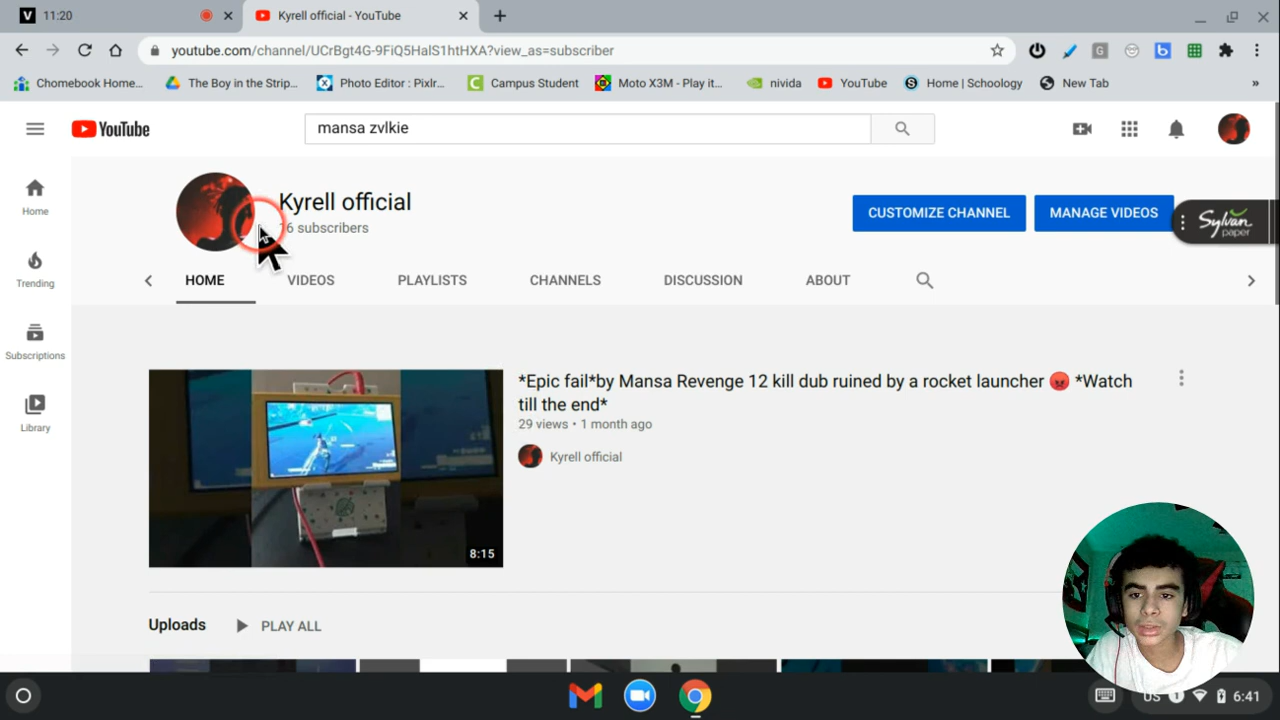 11:20
Kyrell official - YouTube
youtube.com/channel/UCrBgt4G-9FiQ5HalS1htHXA?view_as=subscriber
Chomebook Home... The Boy in the Strip... Photo Editor : Pixlr... Campus Student Moto X3M - Play it... nivida YouTube Home | Schoology New Tab »
YouTube
mansa zvlkie
Kyrell official
16 subscribers
CUSTOMIZE CHANNEL
MANAGE VIDEOS
Sylvan
paper
HOME VIDEOS PLAYLISTS CHANNELS DISCUSSION ABOUT
Home
Trending
Subscriptions
Library
*Epic fail*by Mansa Revenge 12 kill dub ruined by a rocket launcher 😡 *Watch
till the end*
29 views • 1 month ago
Kyrell official
8:15
Uploads PLAY ALL
US 1 6:41